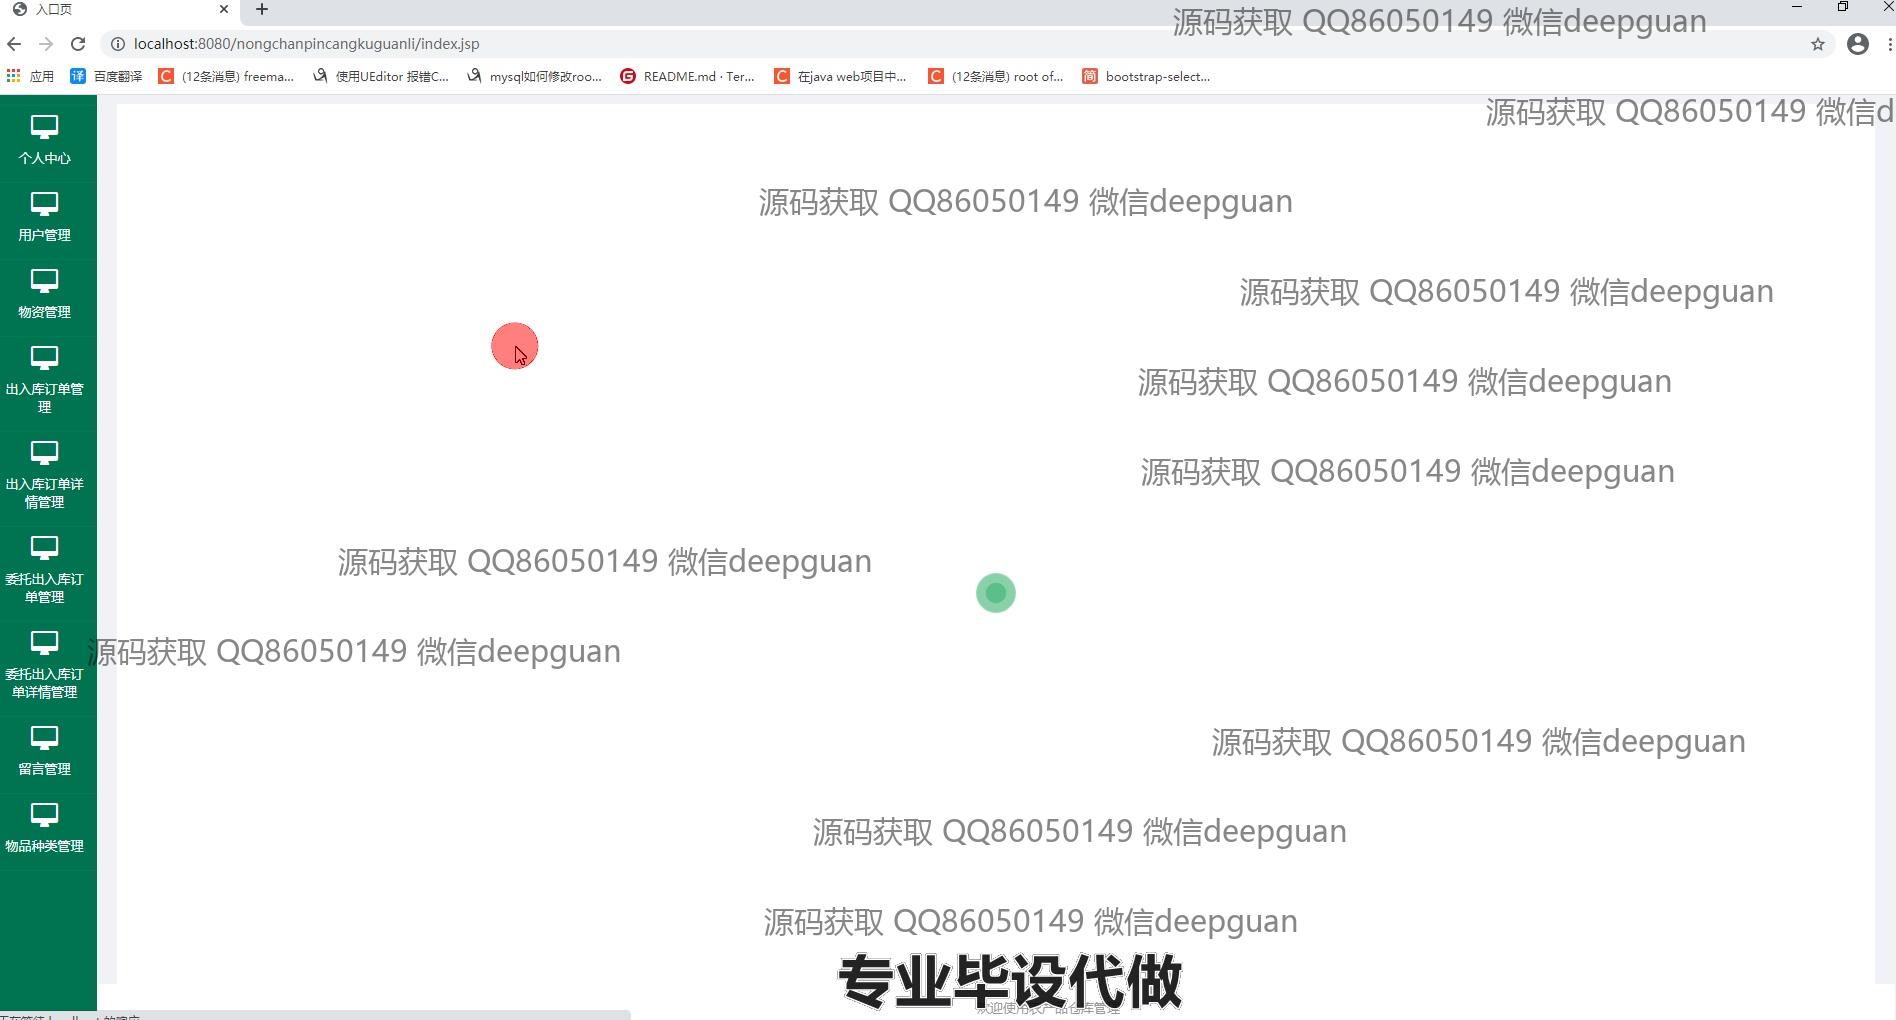 入口页
源码获取 QQ86050149 微信deepguan
localhost:8080/nongchanpincangkuguanli/index.jsp
应用 百度翻译 (12条消息) freema... 使用UEditor 报错C... mysql如何修改roo... README.md · Ter... 在java web项目中... (12条消息) root of... bootstrap-select...
源码获取 QQ86050149 微信d
个人中心
源码获取 QQ86050149 微信deepguan
用户管理
源码获取 QQ86050149 微信deepguan
物资管理
源码获取 QQ86050149 微信deepguan
出入库订单管
理
源码获取 QQ86050149 微信deepguan
出入库订单详
情管理
源码获取 QQ86050149 微信deepguan
委托出入库订
单管理
源码获取 QQ86050149 微信deepguan
委托出入库订
单详情管理
源码获取 QQ86050149 微信deepguan
留言管理
源码获取 QQ86050149 微信deepguan
物品种类管理
源码获取 QQ86050149 微信deepguan
专业毕设代做
欢迎使用农产品仓库管理